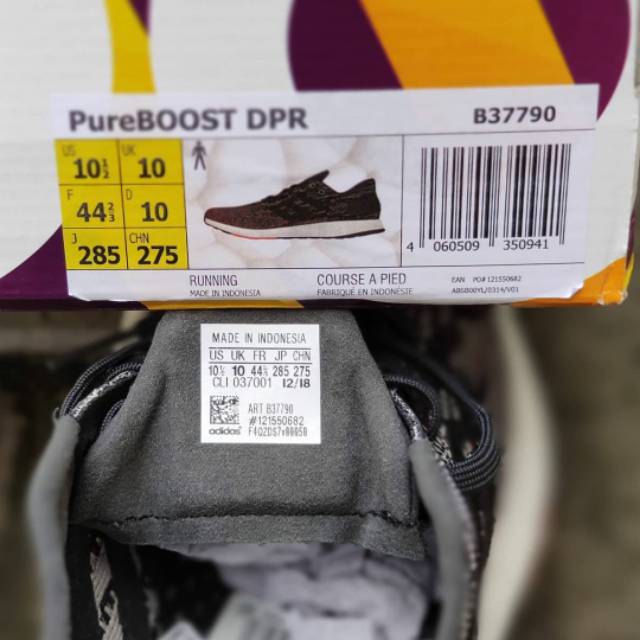 PureBOOST DPR B37790
US UK
10½ 10
F D
44⅔ 10
J CHN
285 275
4 060509 350941
RUNNING COURSE A PIED EAN PO# 121550682
MADE IN INDONESIA FABRIQUÉ EN INDONÉSIE
MADE IN INDONESIA
US UK FR JP CHN
10½ 10 44⅔ 285 275
CLI 037001 12/18
ART B37790
#121550682
adidas